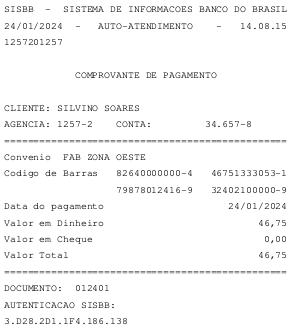 SISBB - SISTEMA DE INFORMACOES BANCO DO BRASIL
24/01/2024 - AUTO-ATENDIMENTO - 14.08.15
1257201257
COMPROVANTE DE PAGAMENTO
CLIENTE: SILVINO SOARES
AGENCIA: 1257-2 CONTA: 34.657-8
================================================
Convenio FAB ZONA OESTE
Codigo de Barras 82640000000-4 46751333053-1
79878012416-9 32402100000-9
Data do pagamento 24/01/2024
Valor em Dinheiro 46,75
Valor em Cheque 0,00
Valor Total 46,75
================================================
DOCUMENTO: 012401
AUTENTICACAO SISBB:
3.D28.2D1.1F4.186.138